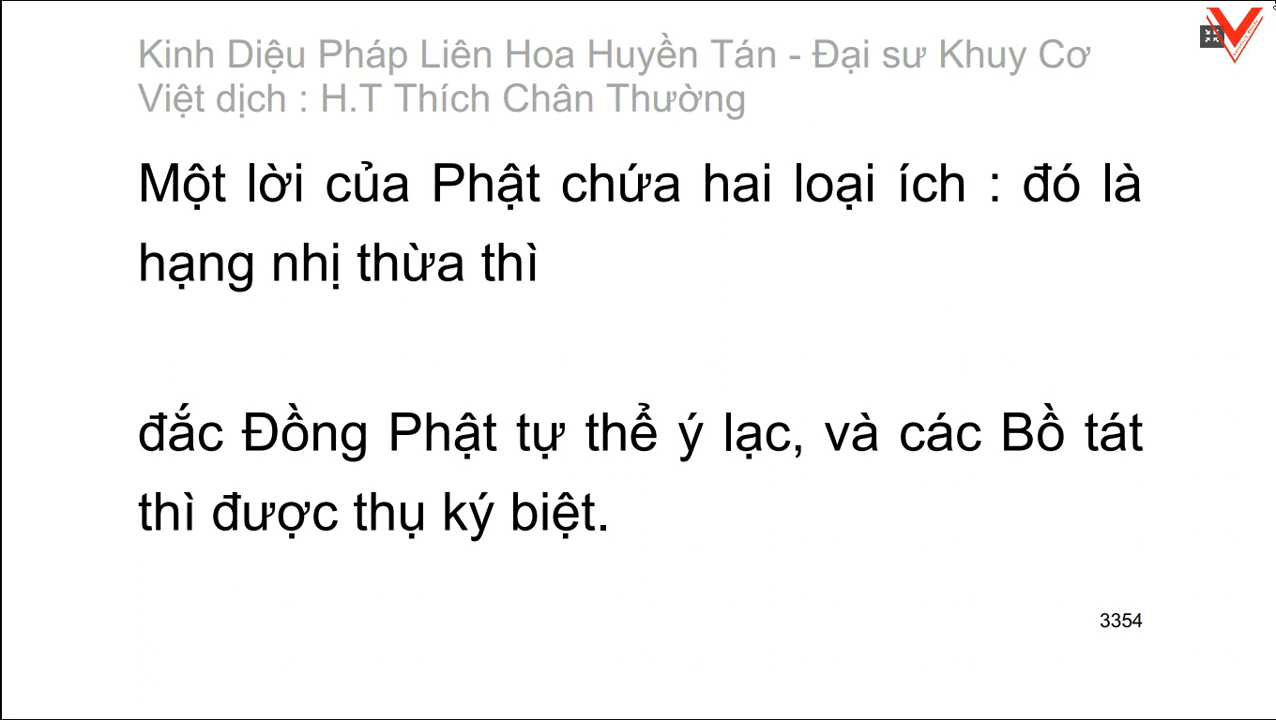 Kinh Diệu Pháp Liên Hoa Huyền Tán - Đại sư Khuy Cơ
Việt dịch : H.T Thích Chân Thường
Một lời của Phật chứa hai loại ích : đó là
hạng nhị thừa thì
đắc Đồng Phật tự thể ý lạc, và các Bồ tát
thì được thụ ký biệt.
3354